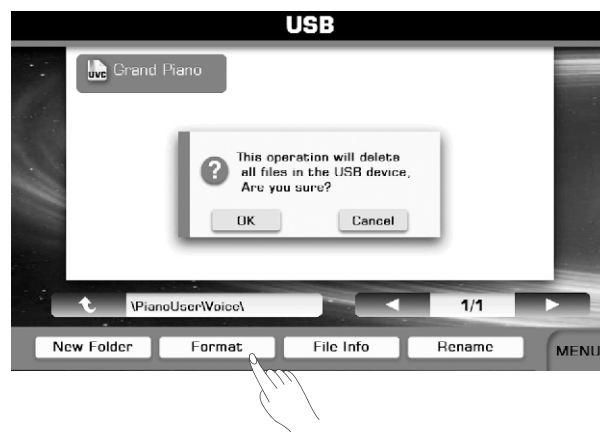 USB
UVC Grand Piano
This operation will delete
all files in the USB device,
Are you sure?
OK Cancel
\PianoUser\Voice\ 1/1
New Folder Format File Info Rename MENU